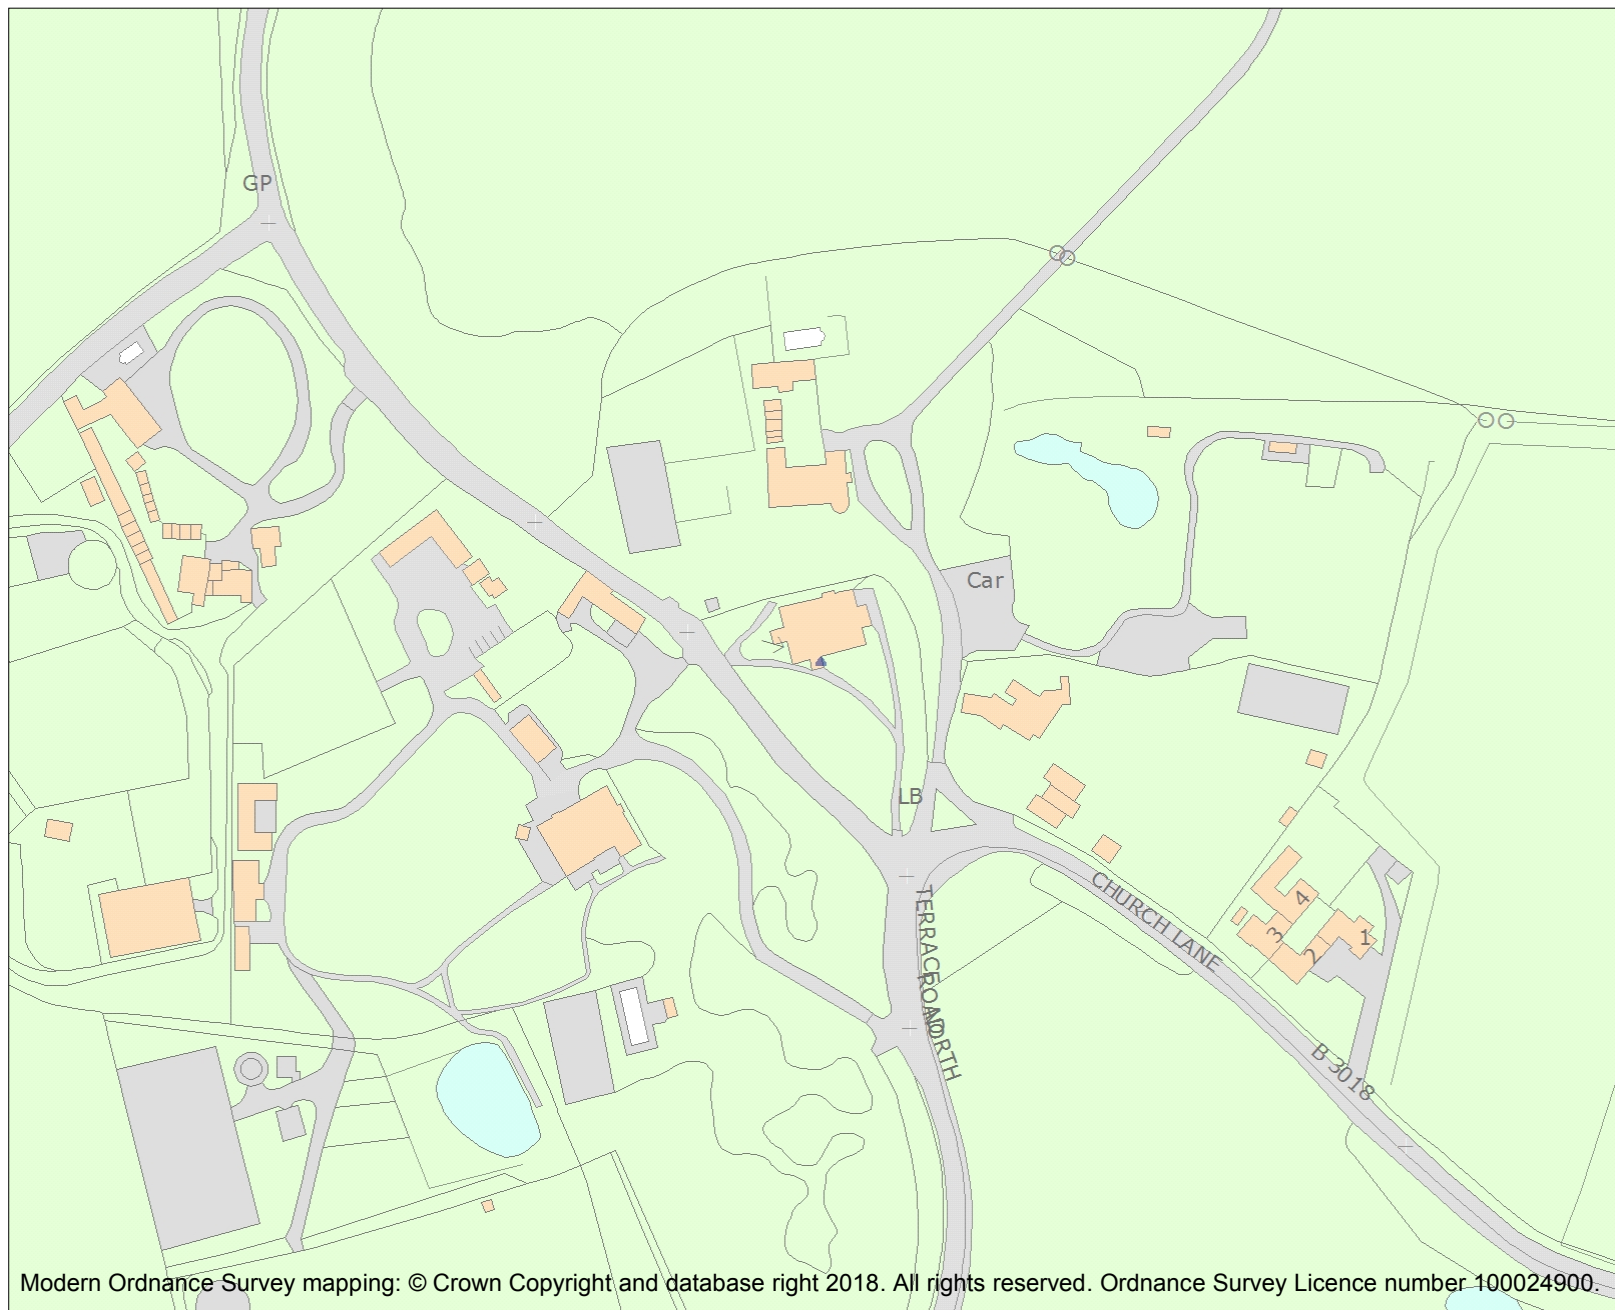 GP
Car
LB
CHURCH LANE
TERRACE ROAD NORTH
4
3
2
1
B 3018
Modern Ordnance Survey mapping: © Crown Copyright and database right 2018. All rights reserved. Ordnance Survey Licence number 100024900.